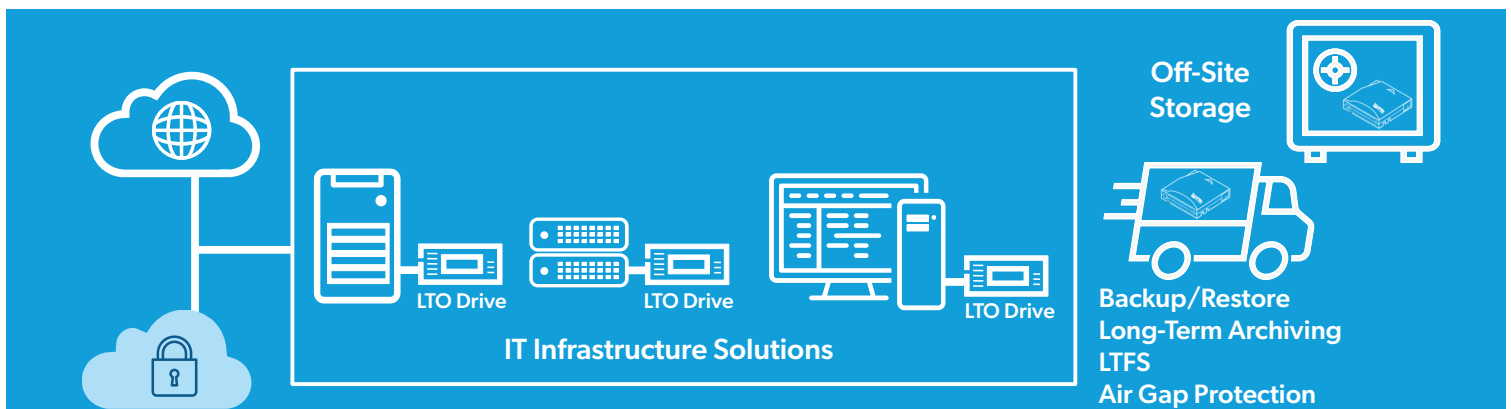 Off-Site
Storage
LTO Drive
LTO Drive
LTO Drive
IT Infrastructure Solutions
Backup/Restore
Long-Term Archiving
LTFS
Air Gap Protection